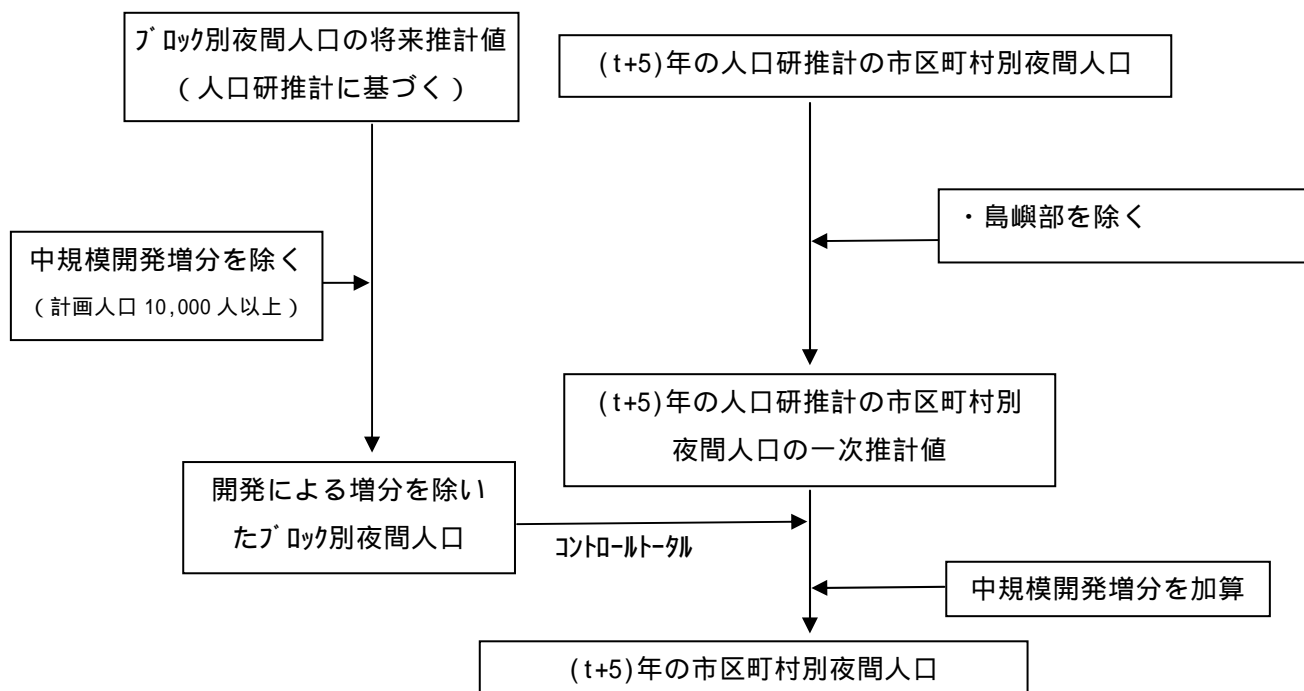 ﾌﾞﾛｯｸ別夜間人口の将来推計値
（人口研推計に基づく）
(t+5)年の人口研推計の市区町村別夜間人口
・島嶼部を除く
中規模開発増分を除く
（計画人口 10,000 人以上）
(t+5)年の人口研推計の市区町村別
夜間人口の一次推計値
開発による増分を除い
たﾌﾞﾛｯｸ別夜間人口
ｺﾝﾄﾛｰﾙﾄｰﾀﾙ
中規模開発増分を加算
(t+5)年の市区町村別夜間人口